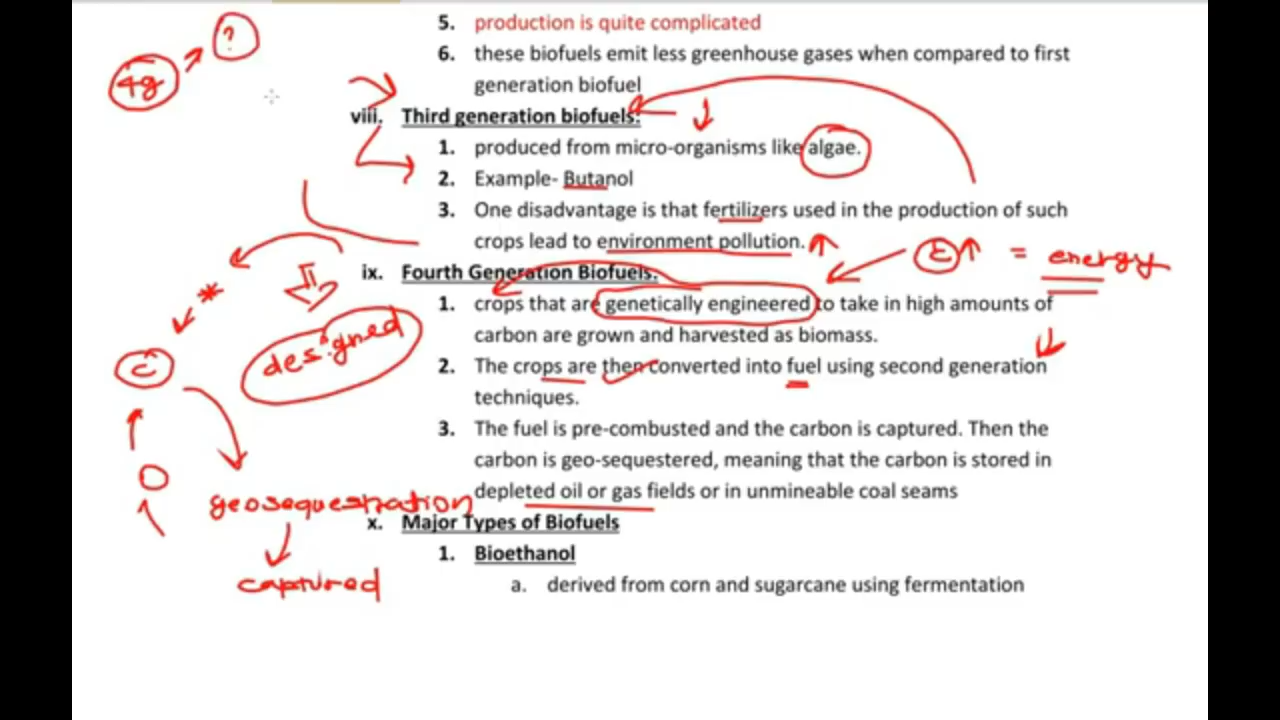 5. production is quite complicated
4g ?
6. these biofuels emit less greenhouse gases when compared to first
generation biofuel
viii. Third generation biofuels:
1. produced from micro-organisms like algae.
2. Example- Butanol
3. One disadvantage is that fertilizers used in the production of such
crops lead to environment pollution.
Σ = energy
ix. Fourth Generation Biofuels:
1. crops that are genetically engineered to take in high amounts of
carbon are grown and harvested as biomass.
designed
c
2. The crops are then converted into fuel using second generation
techniques.
3. The fuel is pre-combusted and the carbon is captured. Then the
carbon is geo-sequestered, meaning that the carbon is stored in
depleted oil or gas fields or in unmineable coal seams
geosequestration
x. Major Types of Biofuels
1. Bioethanol
captured
a. derived from corn and sugarcane using fermentation